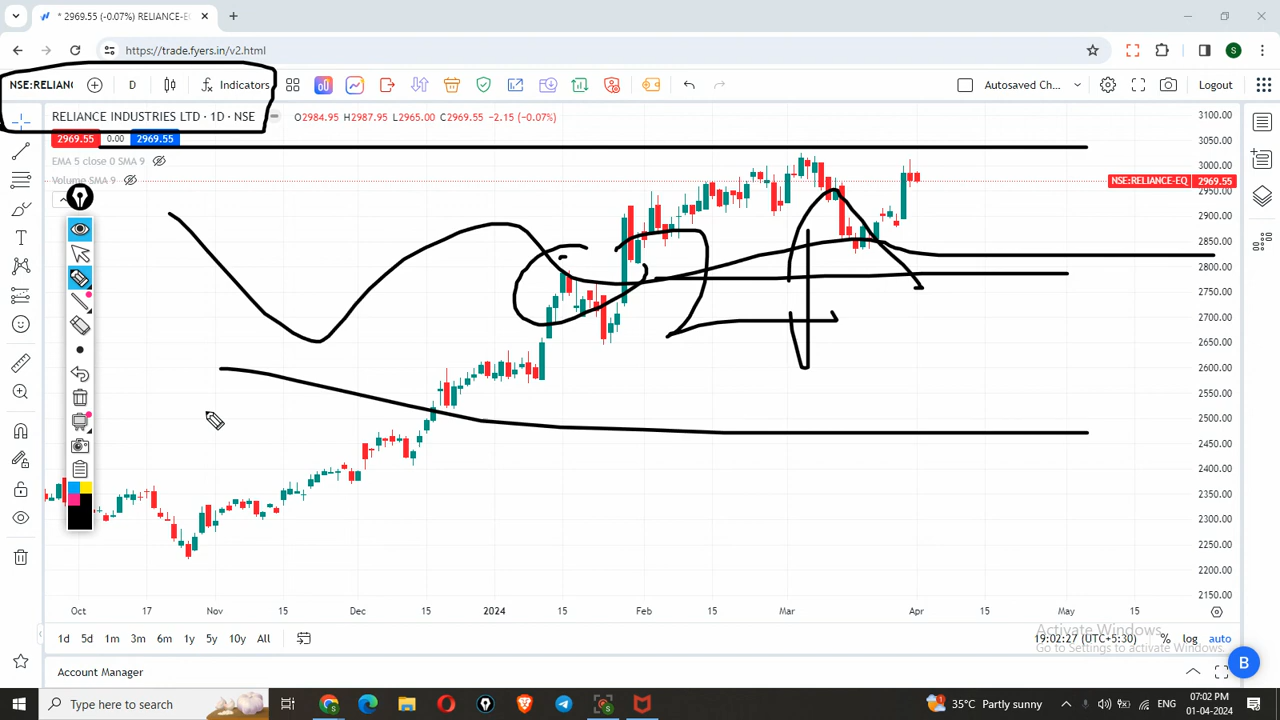 * 2969.55 (-0.07%) RELIANCE-E
https://trade.fyers.in/v2.html
S
NSE:RELIANC
D
Indicators
Autosaved Ch...
Logout
RELIANCE INDUSTRIES LTD · 1D · NSE
O2984.95 H2987.95 L2965.00 C2969.55 −2.15 (−0.07%)
2969.55 0.00 2969.55
EMA 5 close 0 SMA 9
Volume SMA 9
3100.00
3050.00
3000.00
NSE:RELIANCE-EQ 2969.55
2950.00
2900.00
2850.00
2800.00
2750.00
2700.00
2650.00
2600.00
2550.00
2500.00
2450.00
2400.00
2350.00
2300.00
2250.00
2200.00
2150.00
Oct 17 Nov 15 Dec 15 2024 15 Feb 15 Mar Apr 15 May 15
1d 5d 1m 3m 6m 1y 5y 10y All
19:02:27 (UTC+5:30) % log auto
Activate Windows
Go to Settings to activate Windows.
Account Manager
B
Type here to search
35°C Partly sunny
ENG
07:02 PM
01-04-2024